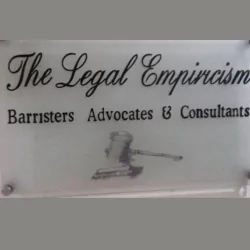 The Legal Empiricism
Barristers Advocates & Consultants